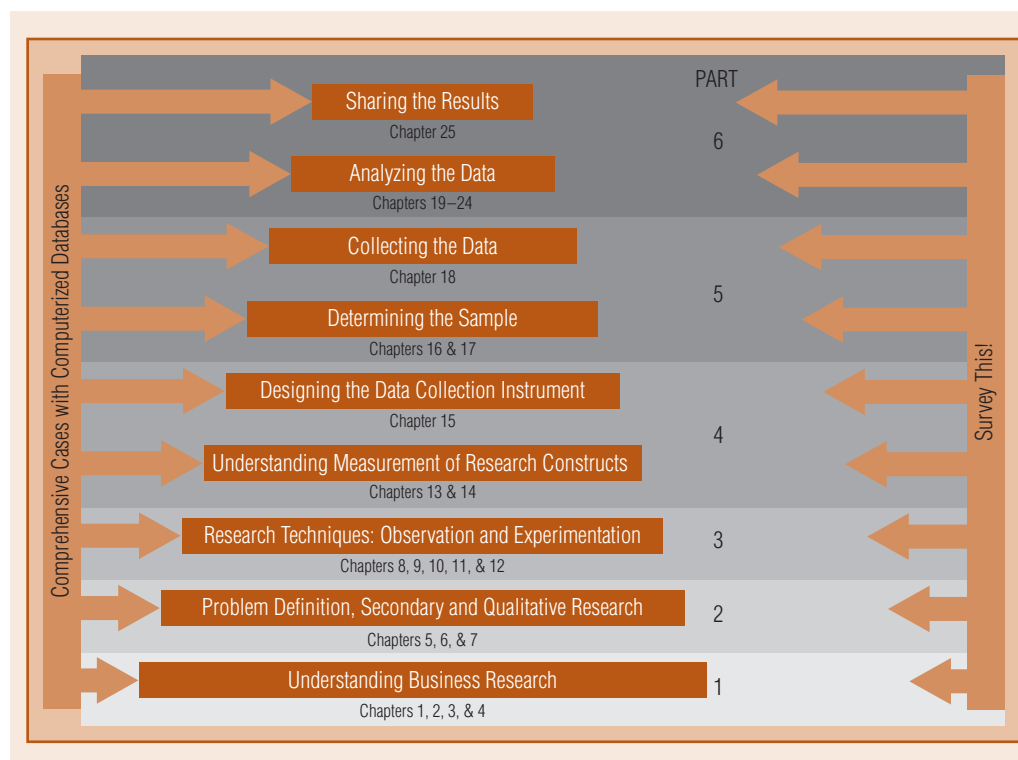 PART
Sharing the Results
Chapter 25
6
Analyzing the Data
Chapters 19–24
Collecting the Data
Chapter 18
5
Determining the Sample
Chapters 16 & 17
Designing the Data Collection Instrument
Chapter 15
4
Understanding Measurement of Research Constructs
Chapters 13 & 14
Research Techniques: Observation and Experimentation
3
Chapters 8, 9, 10, 11, & 12
Problem Definition, Secondary and Qualitative Research
2
Chapters 5, 6, & 7
Understanding Business Research
1
Chapters 1, 2, 3, & 4
Comprehensive Cases with Computerized Databases
Survey This!